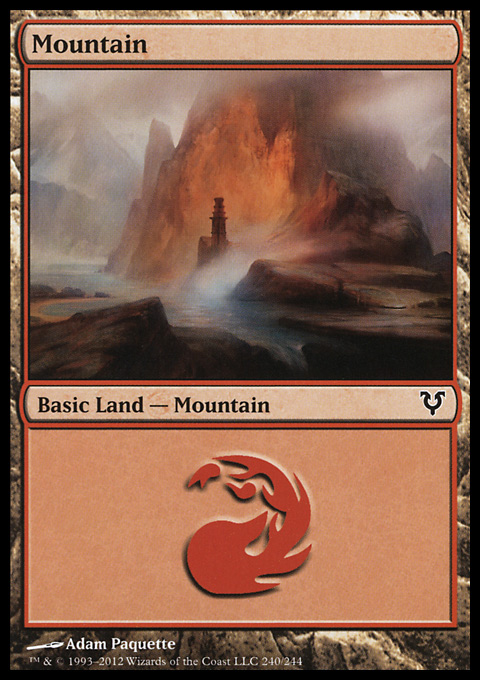 Mountain
Basic Land — Mountain
Adam Paquette
™ & © 1993–2012 Wizards of the Coast LLC 240/244